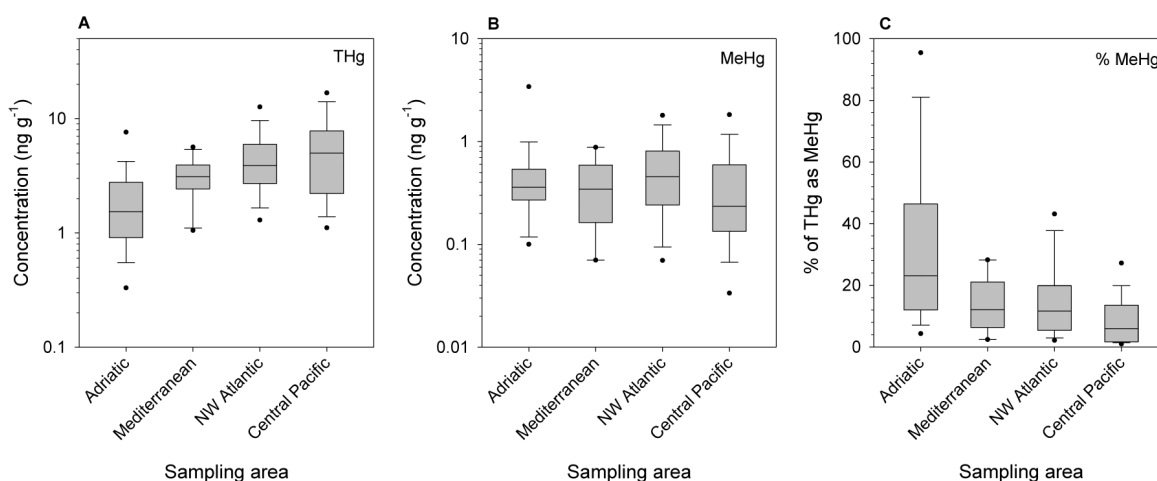 A
THg
Concentration (ng g⁻¹)
10
1
0.1
Adriatic
Mediterranean
NW Atlantic
Central Pacific
Sampling area
B
MeHg
Concentration (ng g⁻¹)
10
1
0.1
0.01
Adriatic
Mediterranean
NW Atlantic
Central Pacific
Sampling area
C
% MeHg
% of THg as MeHg
100
80
60
40
20
0
Adriatic
Mediterranean
NW Atlantic
Central Pacific
Sampling area